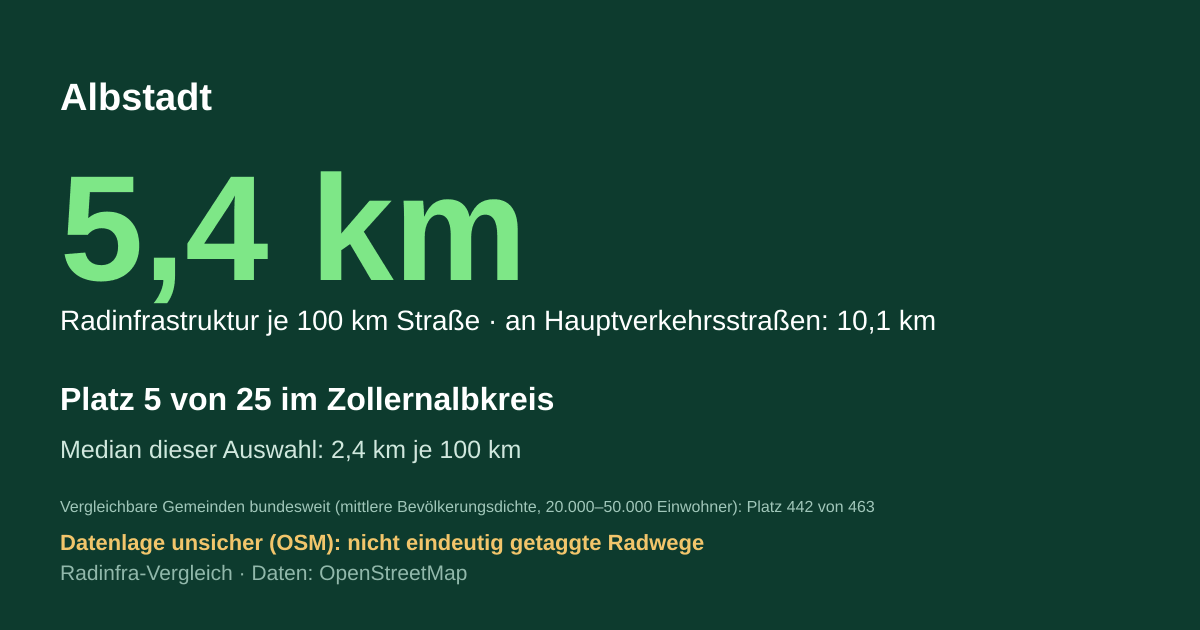 Albstadt
5,4 km
Radinfrastruktur je 100 km Straße · an Hauptverkehrsstraßen: 10,1 km
Platz 5 von 25 im Zollernalbkreis
Median dieser Auswahl: 2,4 km je 100 km
Vergleichbare Gemeinden bundesweit (mittlere Bevölkerungsdichte, 20.000–50.000 Einwohner): Platz 442 von 463
Datenlage unsicher (OSM): nicht eindeutig getaggte Radwege
Radinfra-Vergleich · Daten: OpenStreetMap